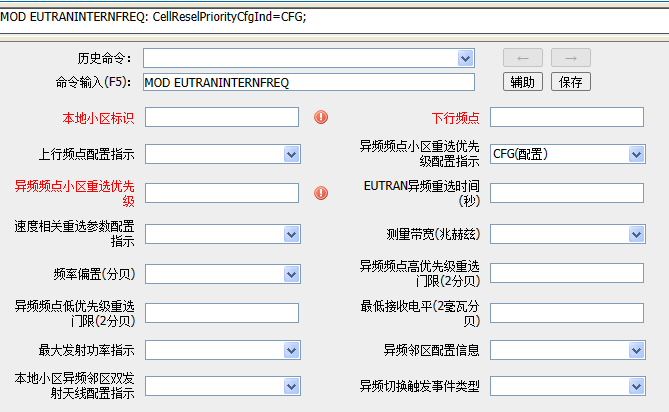 MOD EUTRANINTERNFREQ: CellReselPriorityCfgInd=CFG;
历史命令：
命令输入(F5)：
MOD EUTRANINTERNFREQ
辅助
保存
本地小区标识
下行频点
上行频点配置指示
异频频点小区重选优先
级配置指示
CFG(配置)
异频频点小区重选优先
级
EUTRAN异频重选时间
(秒)
速度相关重选参数配置
指示
测量带宽(兆赫兹)
频率偏置(分贝)
异频频点高优先级重选
门限(2分贝)
异频频点低优先级重选
门限(2分贝)
最低接收电平(2毫瓦分
贝)
最大发射功率指示
异频邻区配置信息
本地小区异频邻区双发
射天线配置指示
异频切换触发事件类型